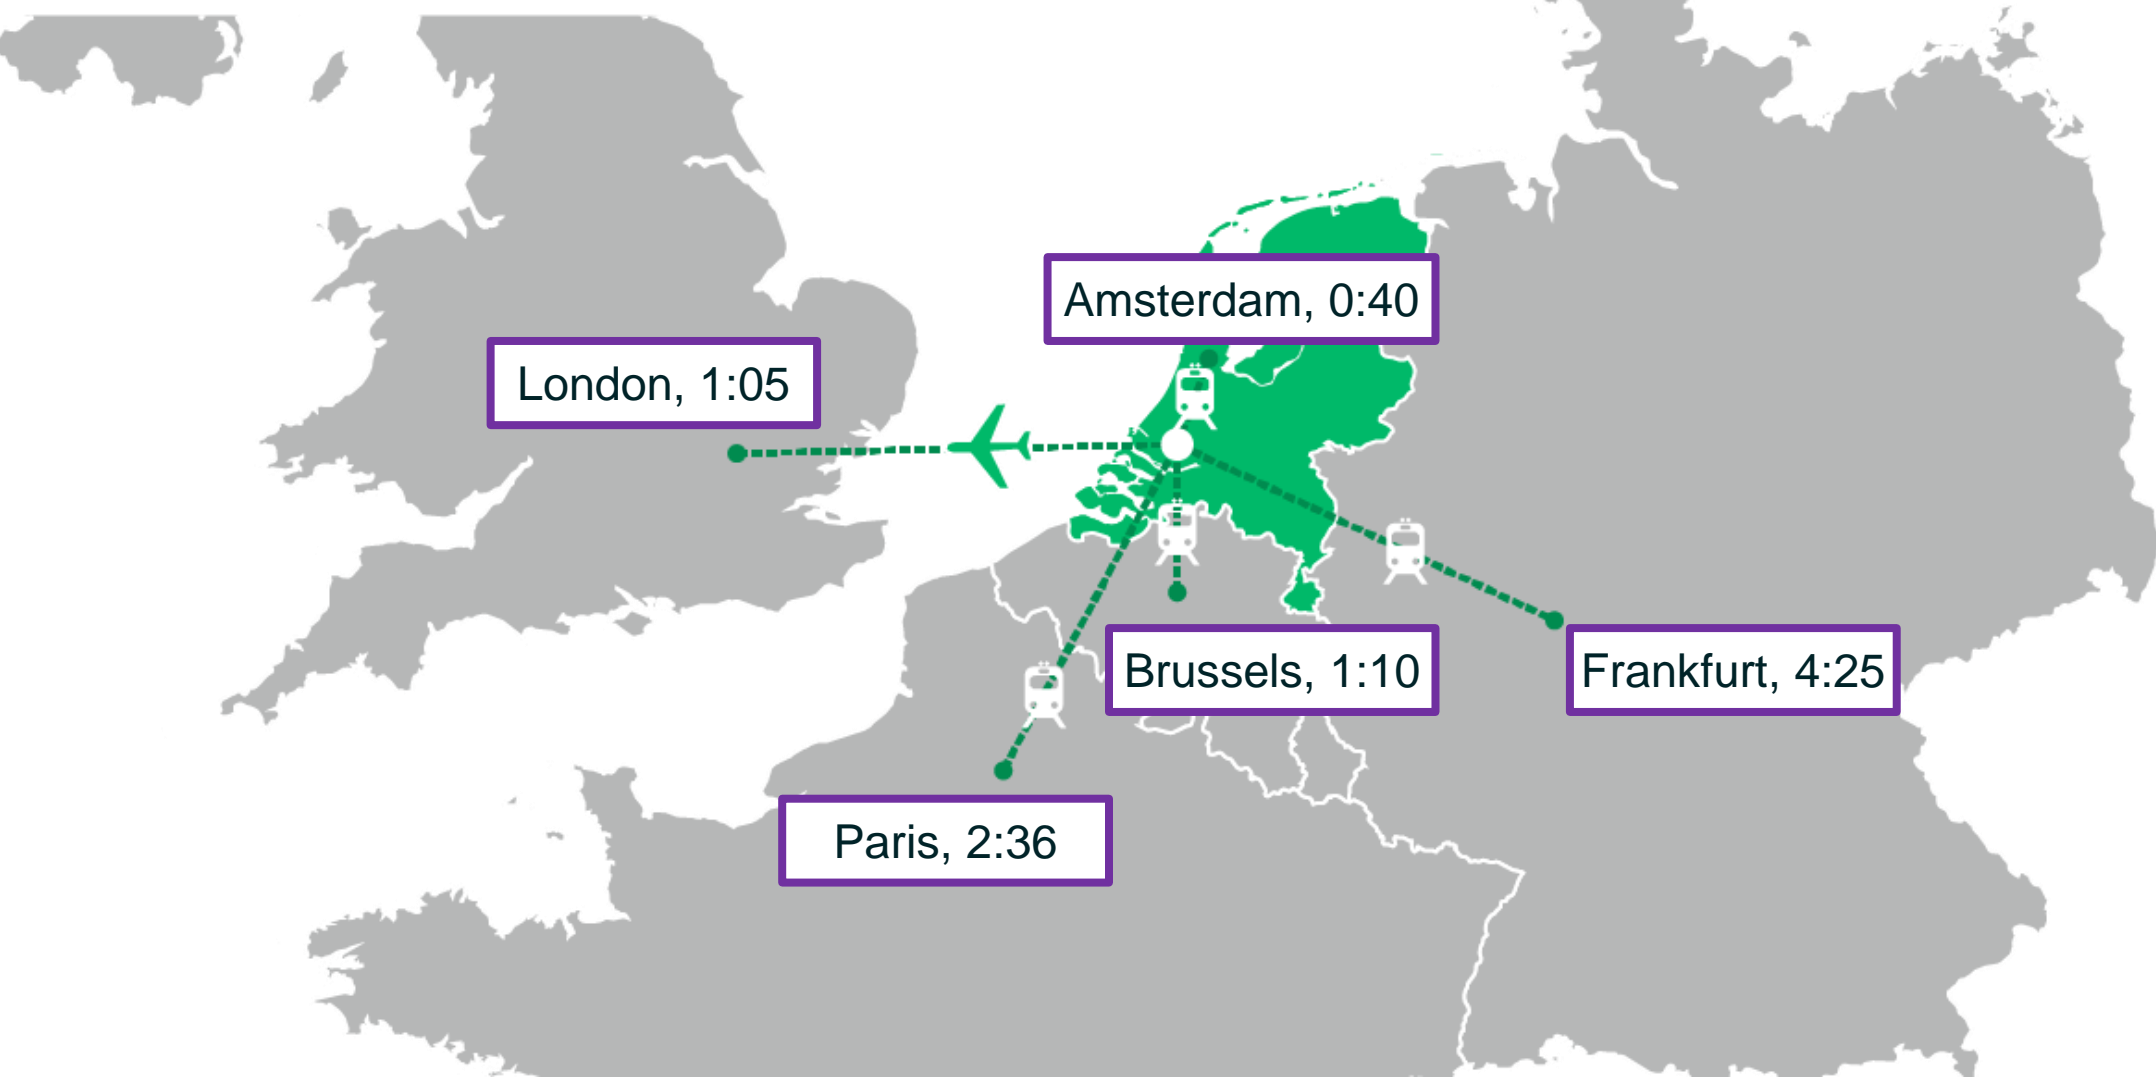 Amsterdam, 0:40
London, 1:05
Brussels, 1:10
Frankfurt, 4:25
Paris, 2:36